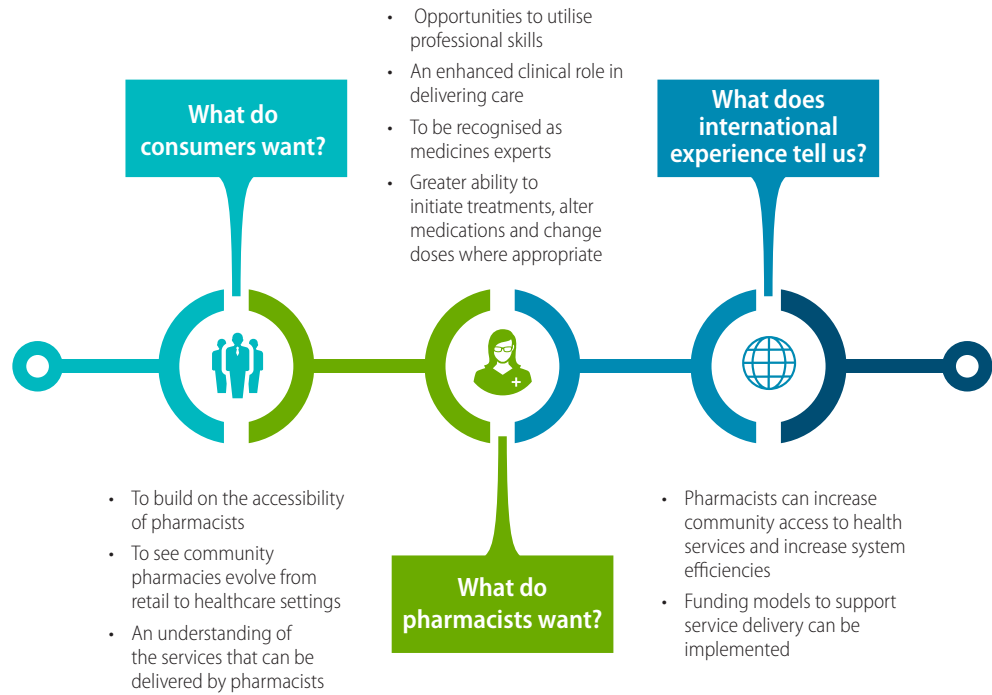 What do
consumers want?
• To build on the accessibility
of pharmacists
• To see community
pharmacies evolve from
retail to healthcare settings
• An understanding of
the services that can be
delivered by pharmacists
• Opportunities to utilise
professional skills
• An enhanced clinical role in
delivering care
• To be recognised as
medicines experts
• Greater ability to
initiate treatments, alter
medications and change
doses where appropriate
What do
pharmacists want?
What does
international
experience tell us?
• Pharmacists can increase
community access to health
services and increase system
efficiencies
• Funding models to support
service delivery can be
implemented